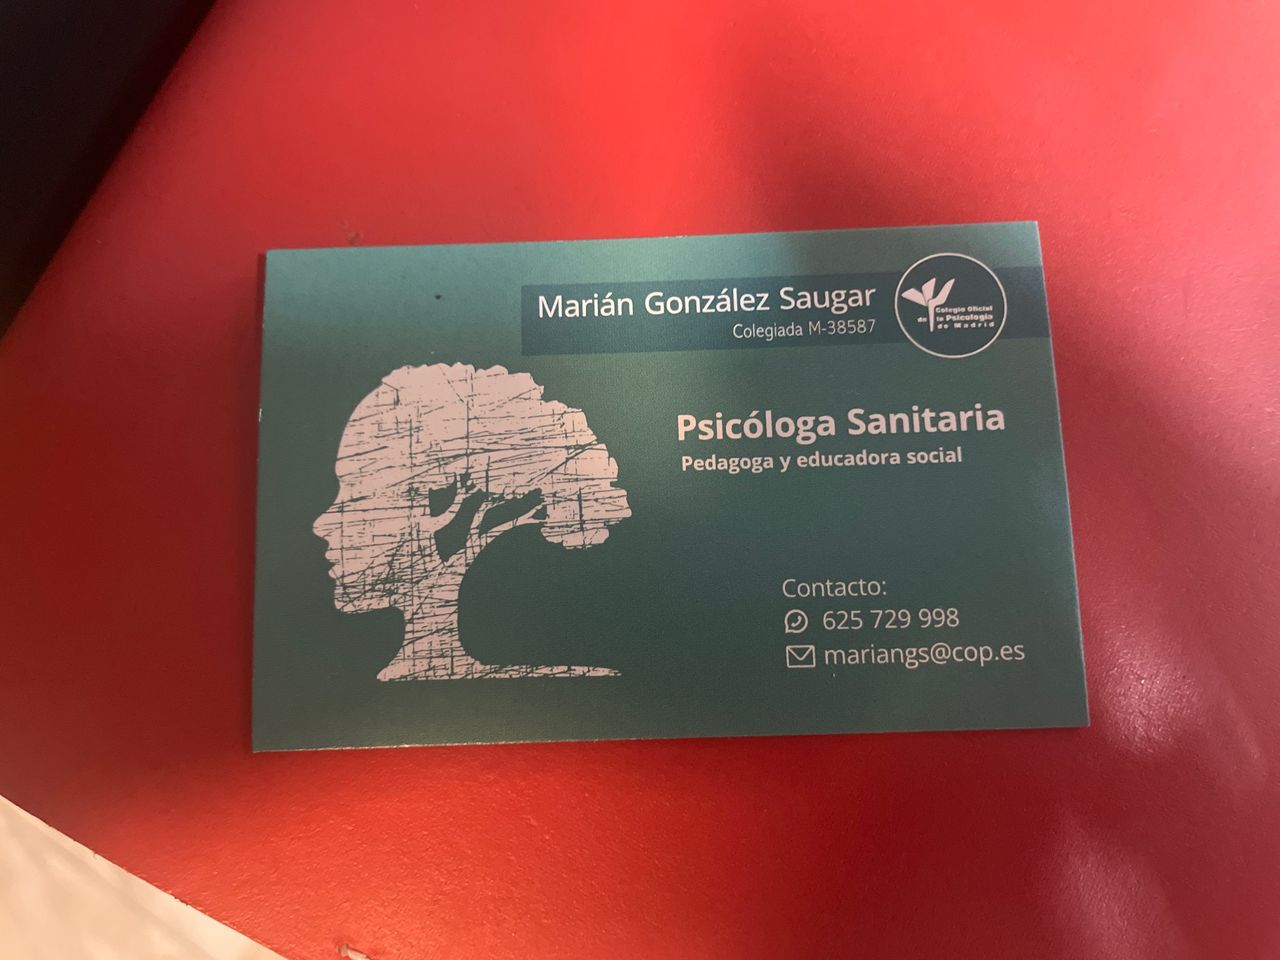 Marián González Saugar
Colegiada M-38587
Colegio Oficial
de la Psicología
de Madrid
Psicóloga Sanitaria
Pedagoga y educadora social
Contacto:
625 729 998
mariangs@cop.es